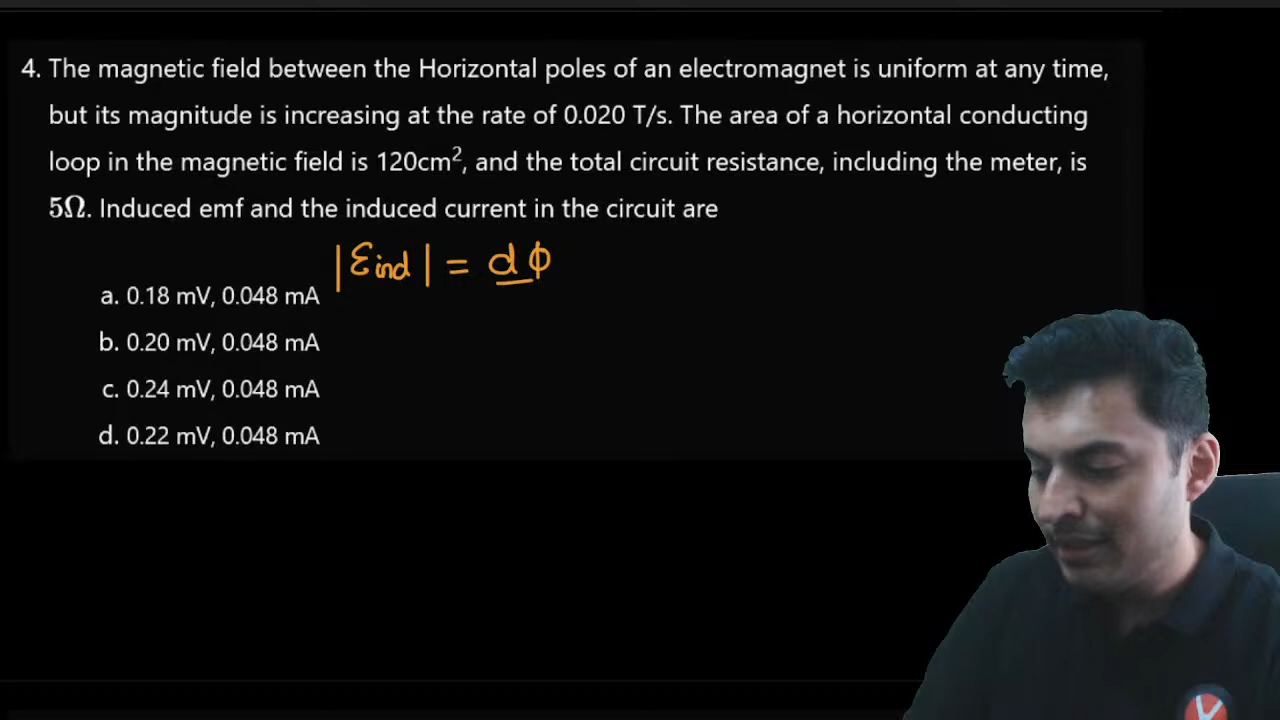 4. The magnetic field between the Horizontal poles of an electromagnet is uniform at any time,
but its magnitude is increasing at the rate of 0.020 T/s. The area of a horizontal conducting
loop in the magnetic field is 120cm², and the total circuit resistance, including the meter, is
5Ω. Induced emf and the induced current in the circuit are
|Ɛind| = dϕ
a. 0.18 mV, 0.048 mA
b. 0.20 mV, 0.048 mA
c. 0.24 mV, 0.048 mA
d. 0.22 mV, 0.048 mA